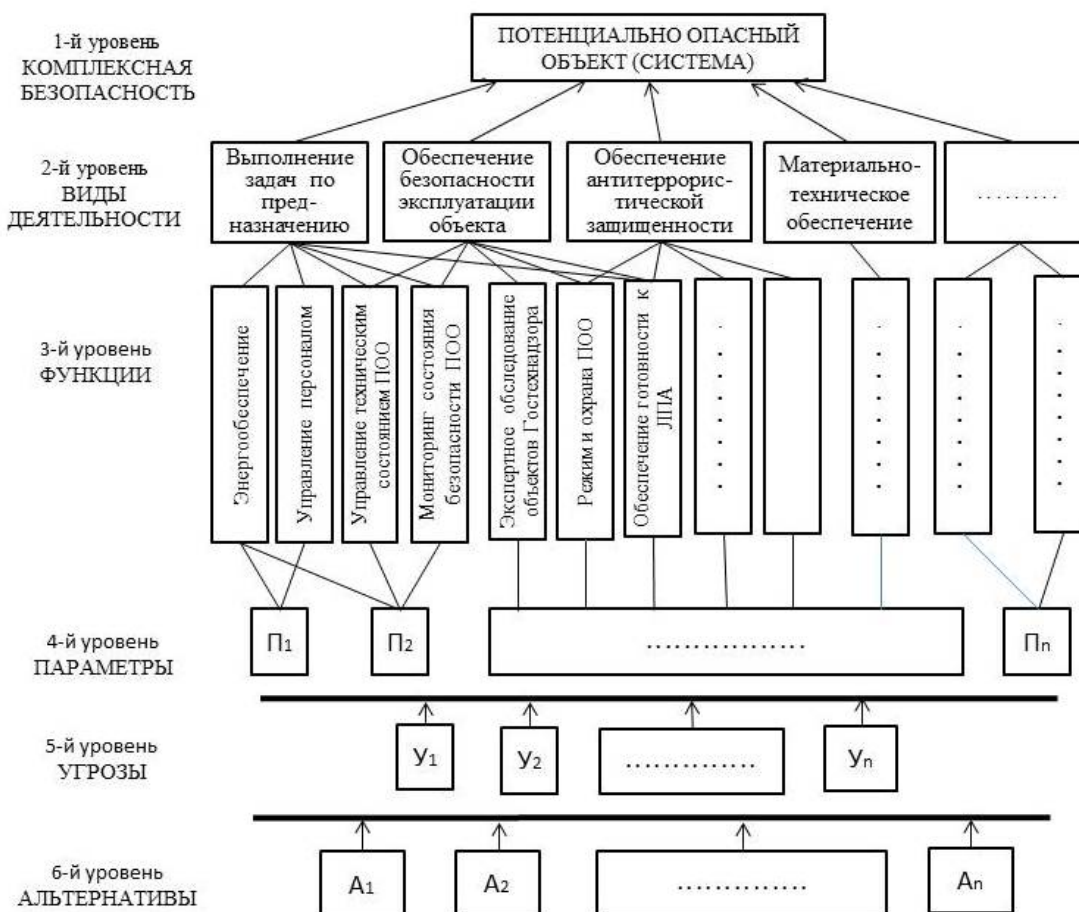 1-й уровень
КОМПЛЕКСНАЯ
БЕЗОПАСНОСТЬ
ПОТЕНЦИАЛЬНО ОПАСНЫЙ
ОБЪЕКТ (СИСТЕМА)
2-й уровень
ВИДЫ
ДЕЯТЕЛЬНОСТИ
Выполнение
задач по
пред-
назначению
Обеспечение
безопасности
эксплуатации
объекта
Обеспечение
антитеррорис-
тической
защищенности
Материально-
техническое
обеспечение
.........
3-й уровень
ФУНКЦИИ
Энергообеспечение
Управление персоналом
Управление техническим
состоянием ПОО
Мониторинг состояния
безопасности ПОО
Экспертное обследование
объектов Гостехнадзора
Режим и охрана ПОО
Обеспечение готовности к
ЛПА
4-й уровень
ПАРАМЕТРЫ
П1
П2
.................
Пn
5-й уровень
УГРОЗЫ
У1
У2
..............
Уn
6-й уровень
АЛЬТЕРНАТИВЫ
А1
А2
..............
Аn